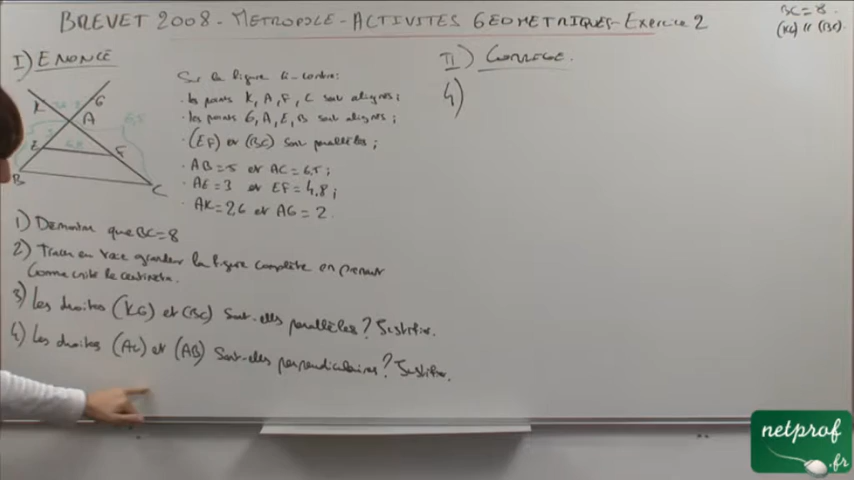 BREVET 2008 - METROPOLE - ACTIVITES GEOMETRIQUES - Exercice 2
BC = 8
(KG) // (BC)
I) ENONCE
II) CORRIGE.
4)
Sur la figure ci-contre:
. les points K, A, F, C sont alignés;
. les points G, A, E, B sont alignés;
. (EF) et (BC) sont parallèles;
. AB = 5 et AC = 6,5;
. AE = 3 et EF = 4,8;
. AK = 2,6 et AG = 2.
K
G
A
E
F
B
C
1) Démontrer que BC = 8
2) Tracer en vraie grandeur la figure complète en prenant
comme unité le centimètre.
3) Les droites (KG) et (BC) sont-elles parallèles? Justifier.
4) Les droites (AC) et (AB) sont-elles perpendiculaires? Justifier.
netprof
.fr